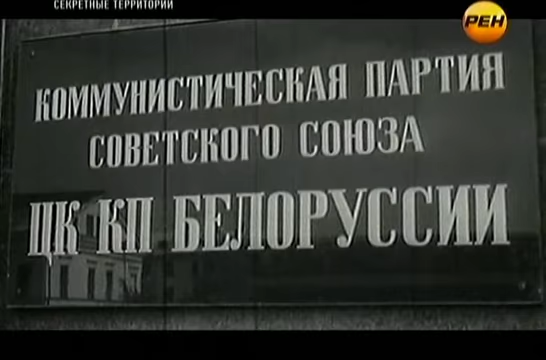 СЕКРЕТНЫЕ ТЕРРИТОРИИ
РЕН
КОММУНИСТИЧЕСКАЯ ПАРТИЯ
СОВЕТСКОГО СОЮЗА
ЦК КП БЕЛОРУССИИ